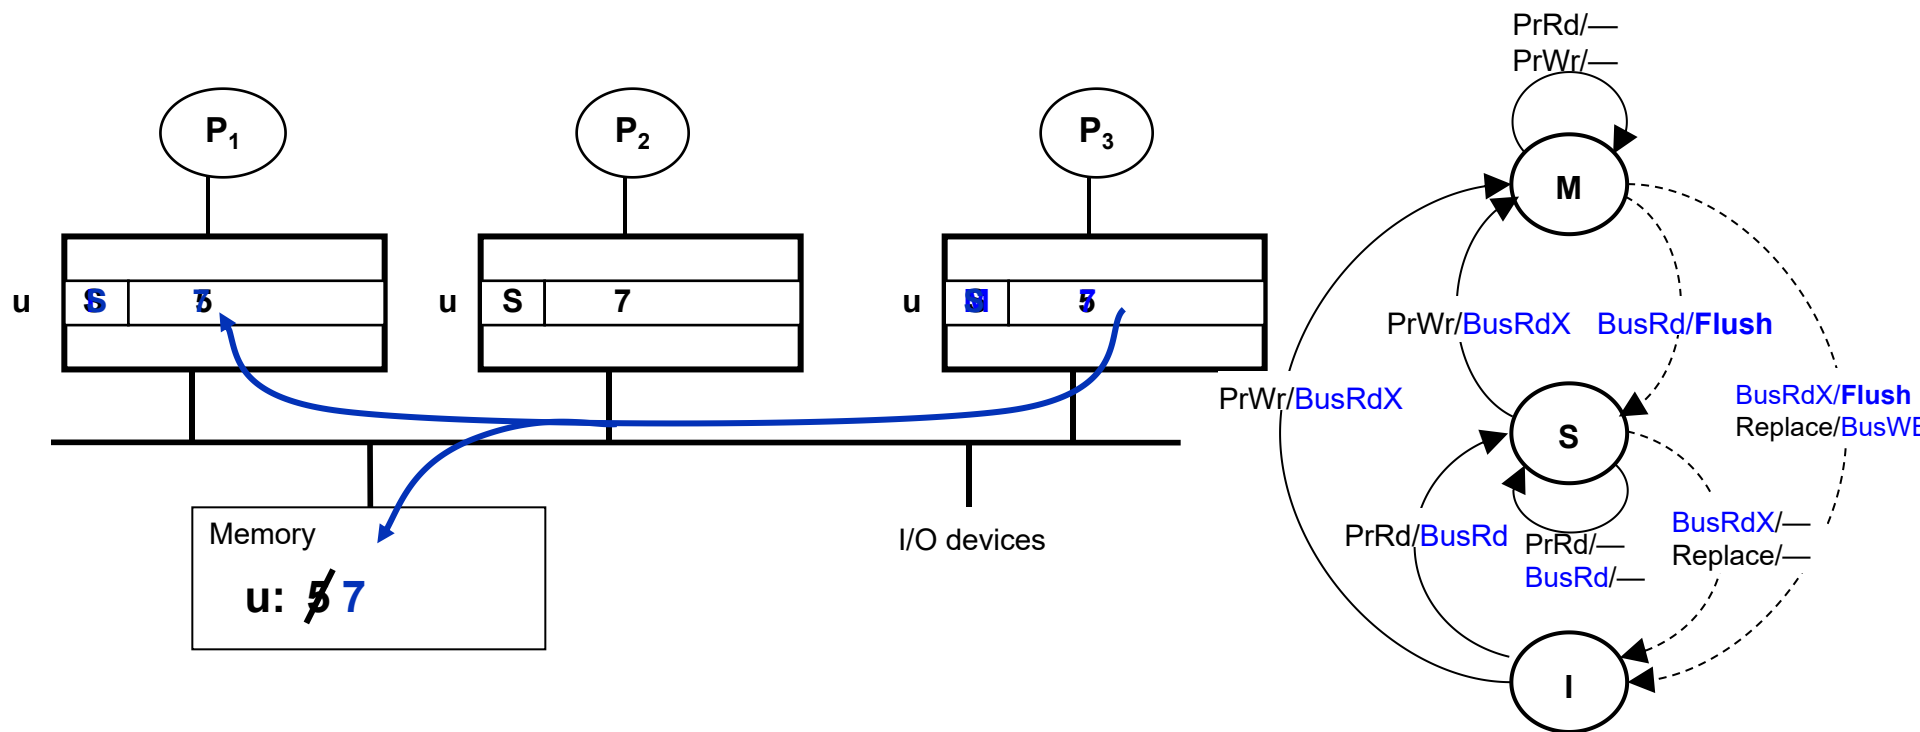 PrRd/—
PrWr/—
P1
P2
P3
M
u
u
S
7
u
PrWr/BusRdX
BusRd/Flush
PrWr/BusRdX
BusRdX/Flush
Replace/BusWB
S
PrRd/BusRd
PrRd/—
BusRd/—
BusRdX/—
Replace/—
Memory
u: 5 7
I/O devices
I